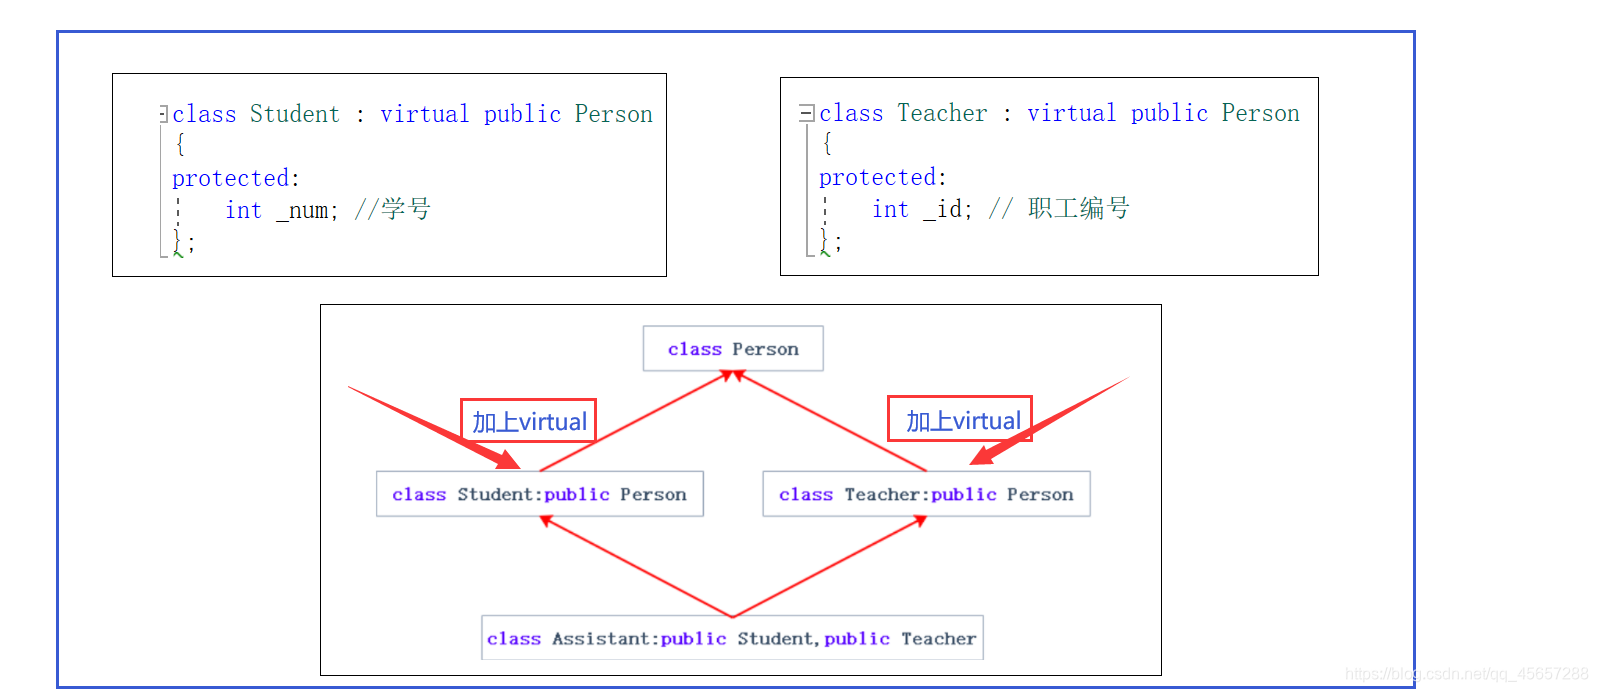 class Student : virtual public Person
{
protected:
int _num; //学号
};
class Teacher : virtual public Person
{
protected:
int _id; // 职工编号
};
class Person
加上virtual
加上virtual
class Student:public Person
class Teacher:public Person
class Assistant:public Student,public Teacher
https://blog.csdn.net/qq_45657288